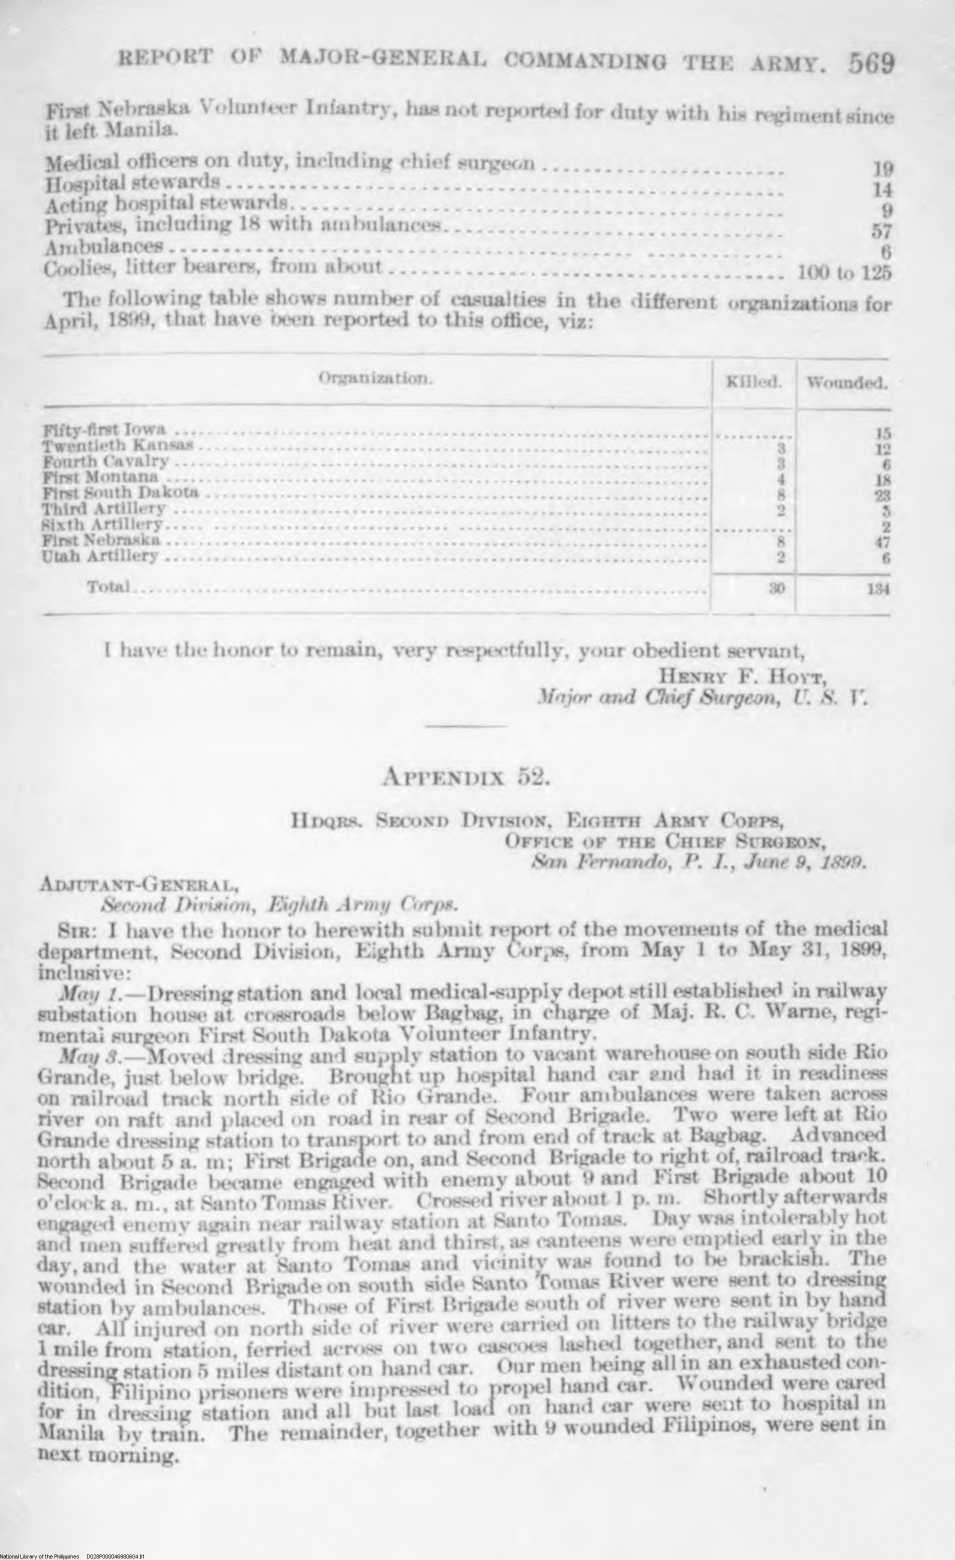 REPORT OF MAJOR-GENERAL COMMANDING THE ARMY. 569
First Nebraska Volunteer Infantry, has not reported for duty with his regiment since
it left Manila.
Medical officers on duty, including chief surgeon 19
Hospital stewards 14
Acting hospital stewards 9
Privates, including 18 with ambulances 57
Ambulances 6
Coolies, litter bearers, from about 100 to 125
The following table shows number of casualties in the different organizations for
April, 1899, that have been reported to this office, viz:
Organization. Killed. Wounded.
Fifty-first Iowa 15
Twentieth Kansas 3 12
Fourth Cavalry 3 6
First Montana 4 18
First South Dakota 8 23
Third Artillery 2 5
Sixth Artillery 2
First Nebraska 8 47
Utah Artillery 2 6
Total 30 134
I have the honor to remain, very respectfully, your obedient servant,
HENRY F. HOYT,
Major and Chief Surgeon, U. S. V.
APPENDIX 52.
HDQRS. SECOND DIVISION, EIGHTH ARMY CORPS,
OFFICE OF THE CHIEF SURGEON,
San Fernando, P. I., June 9, 1899.
ADJUTANT-GENERAL,
Second Division, Eighth Army Corps.
SIR: I have the honor to herewith submit report of the movements of the medical
department, Second Division, Eighth Army Corps, from May 1 to May 31, 1899,
inclusive:
May 1.—Dressing station and local medical-supply depot still established in railway
substation house at crossroads below Bagbag, in charge of Maj. R. C. Warne, regi-
mental surgeon First South Dakota Volunteer Infantry.
May 3.—Moved dressing and supply station to vacant warehouse on south side Rio
Grande, just below bridge. Brought up hospital hand car and had it in readiness
on railroad track north side of Rio Grande. Four ambulances were taken across
river on raft and placed on road in rear of Second Brigade. Two were left at Rio
Grande dressing station to transport to and from end of track at Bagbag. Advanced
north about 5 a. m; First Brigade on, and Second Brigade to right of, railroad track.
Second Brigade became engaged with enemy about 9 and First Brigade about 10
o'clock a. m., at Santo Tomas River. Crossed river about 1 p. m. Shortly afterwards
engaged enemy again near railway station at Santo Tomas. Day was intolerably hot
and men suffered greatly from heat and thirst, as canteens were emptied early in the
day, and the water at Santo Tomas and vicinity was found to be brackish. The
wounded in Second Brigade on south side Santo Tomas River were sent to dressing
station by ambulances. Those of First Brigade south of river were sent in by hand
car. All injured on north side of river were carried on litters to the railway bridge
1 mile from station, ferried across on two cascoes lashed together, and sent to the
dressing station 5 miles distant on hand car. Our men being all in an exhausted con-
dition, Filipino prisoners were impressed to propel hand car. Wounded were cared
for in dressing station and all but last load on hand car were sent to hospital in
Manila by train. The remainder, together with 9 wounded Filipinos, were sent in
next morning.
National Library of the Philippines